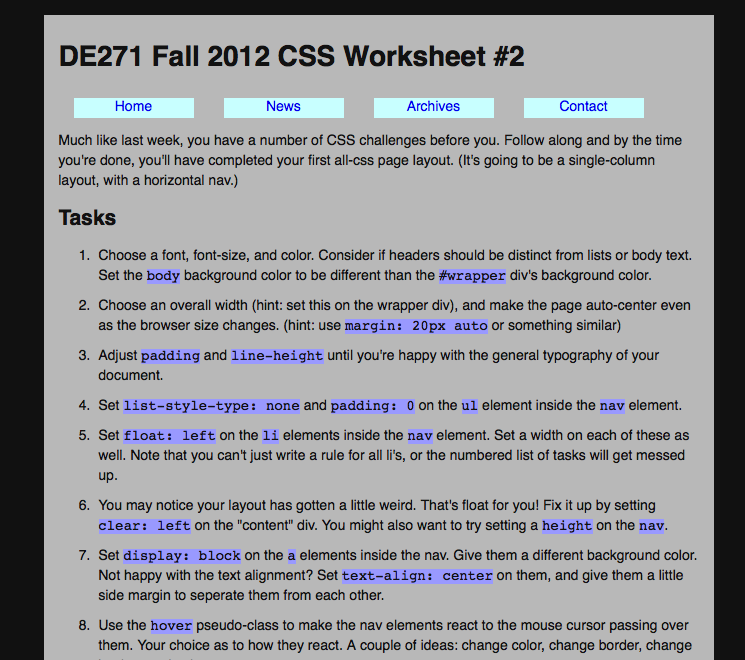 DE271 Fall 2012 CSS Worksheet #2
Home News Archives Contact
Much like last week, you have a number of CSS challenges before you. Follow along and by the time
you're done, you'll have completed your first all-css page layout. (It's going to be a single-column
layout, with a horizontal nav.)
Tasks
1. Choose a font, font-size, and color. Consider if headers should be distinct from lists or body text.
Set the body background color to be different than the #wrapper div's background color.
2. Choose an overall width (hint: set this on the wrapper div), and make the page auto-center even
as the browser size changes. (hint: use margin: 20px auto or something similar)
3. Adjust padding and line-height until you're happy with the general typography of your
document.
4. Set list-style-type: none and padding: 0 on the ul element inside the nav element.
5. Set float: left on the li elements inside the nav element. Set a width on each of these as
well. Note that you can't just write a rule for all li's, or the numbered list of tasks will get messed
up.
6. You may notice your layout has gotten a little weird. That's float for you! Fix it up by setting
clear: left on the "content" div. You might also want to try setting a height on the nav.
7. Set display: block on the a elements inside the nav. Give them a different background color.
Not happy with the text alignment? Set text-align: center on them, and give them a little
side margin to seperate them from each other.
8. Use the hover pseudo-class to make the nav elements react to the mouse cursor passing over
them. Your choice as to how they react. A couple of ideas: change color, change border, change